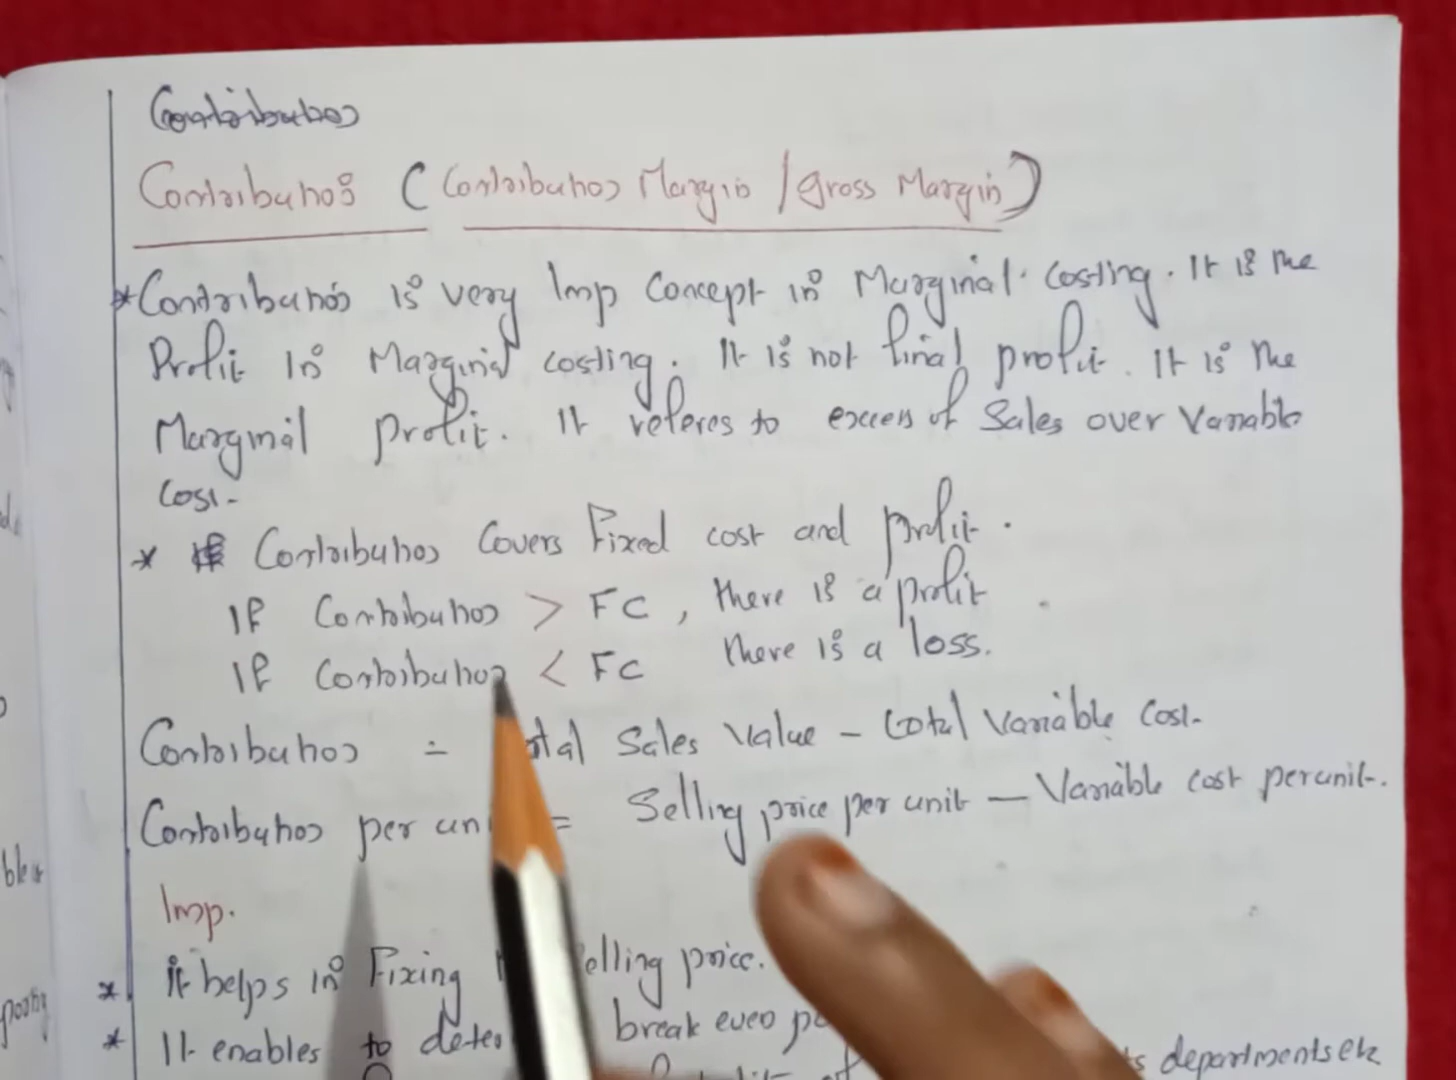 Contribution
Contribution (Contribution Margin / Gross Margin)
* Contribution is very Imp Concept in Marginal Costing. It is the
Profit in Marginal costing. It is not final profit. It is the
Marginal profit. It referes to excess of Sales over Variable
Cost.
* Contribution Covers Fixed cost and profit.
If Contribution > FC, there is a profit
If Contribution < FC there is a loss.
Contribution = Total Sales Value - total Variable Cost.
Contribution per unit = Selling price per unit - Variable cost per unit.
Imp.
* it helps in Fixing selling price.
* It enables to break even departments etc